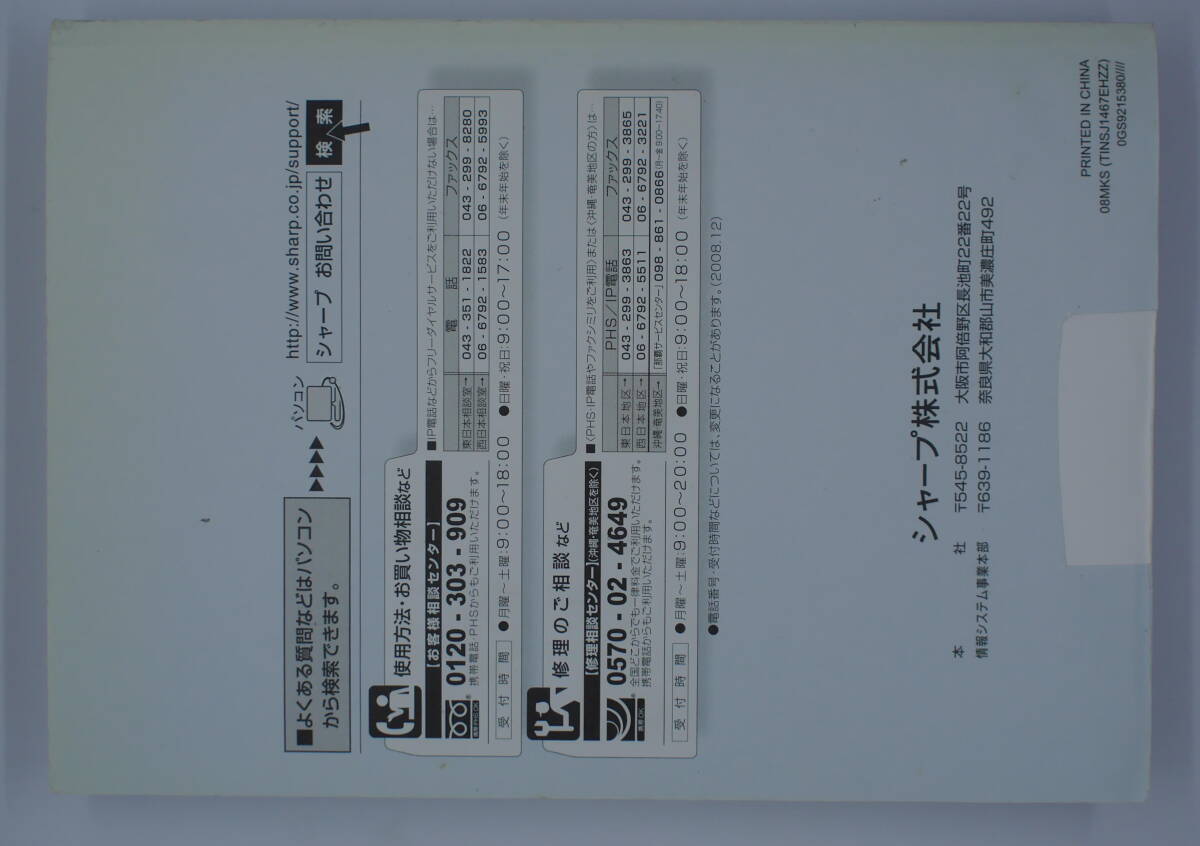 ■よくある質問などはパソコン
から検索できます。
パソコン
http://www.sharp.co.jp/support/
シャープ お問い合わせ
検索
使用方法・お買い物相談など
【お客様相談センター】
0120-303-909
携帯電話、PHSからもご利用いただけます。
■IP電話などからフリーダイヤルサービスをご利用いただけない場合は…
電話 ファックス
東日本相談室→ 043-351-1822 043-299-8280
西日本相談室→ 06-6792-1583 06-6792-5993
受付時間 ●月曜～土曜:9:00～18:00 ●日曜・祝日:9:00～17:00 (年末年始を除く)
修理のご相談など
【修理相談センター】(沖縄・奄美地区を除く)
0570-02-4649
全国どこからでも一律料金でご利用いただけます。
携帯電話からもご利用いただけます。
■〈PHS・IP電話やファクシミリをご利用〉または〈沖縄・奄美地区の方〉は…
PHS/IP電話 ファックス
東日本地区→ 043-299-3863 043-299-3865
西日本地区→ 06-6792-5511 06-6792-3221
沖縄・奄美地区→ 「那覇サービスセンター」 098-861-0866 (月～金 9:00～17:40)
受付時間 ●月曜～土曜:9:00～20:00 ●日曜・祝日:9:00～18:00 (年末年始を除く)
●電話番号・受付時間などについては、変更になることがあります。(2008.12)
シャープ株式会社
本社 〒545-8522 大阪市阿倍野区長池町22番22号
情報システム事業本部 〒639-1186 奈良県大和郡山市美濃庄町492
PRINTED IN CHINA
08MKS (TINSJ1467EHZZ)
0GS9215380////